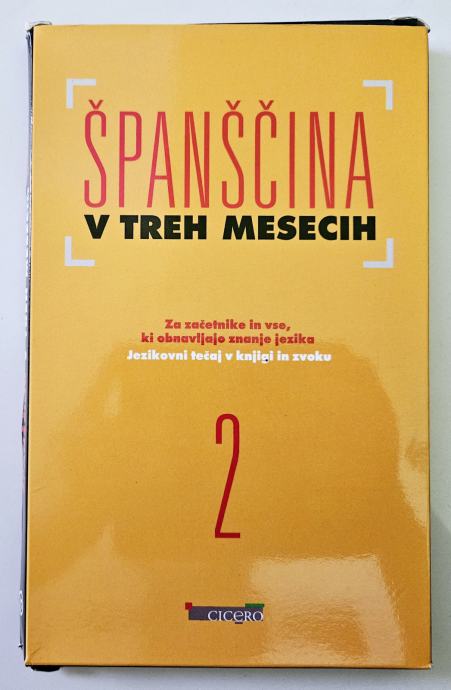 ŠPANŠČINA
V TREH MESECIH
Za začetnike in vse,
ki obnavljajo znanje jezika
Jezikovni tečaj v knjigi in zvoku
2
CICERO